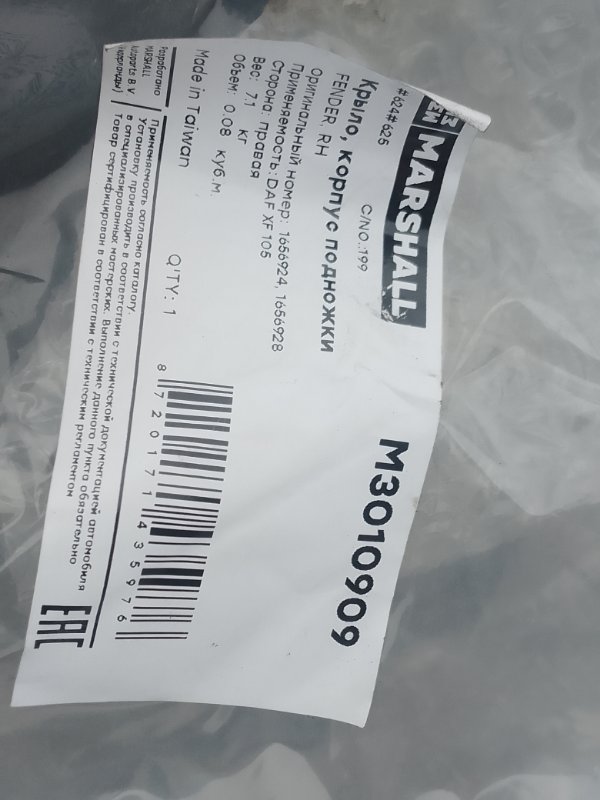 MARSHALL
#624#625
C/NO.:199
M3010909
Крыло, корпус подножки
FENDER, RH
Оригинальный номер: 1656924, 1656928
Применяемость: DAF XF 105
Сторона: правая
Вес: 7.1 кг
Объем: 0.08 куб.м.
Made in Taiwan
Q'TY: 1
8 720171 435976
Разработано
MARSHALL
B.V.
Применяемость согласно каталогу.
Установку производить в соответствии с технической документацией автомобиля
в специализированных мастерских. Выполнение данного пункта обязательно
Товар сертифицирован в соответствии с техническим регламентом
EAC